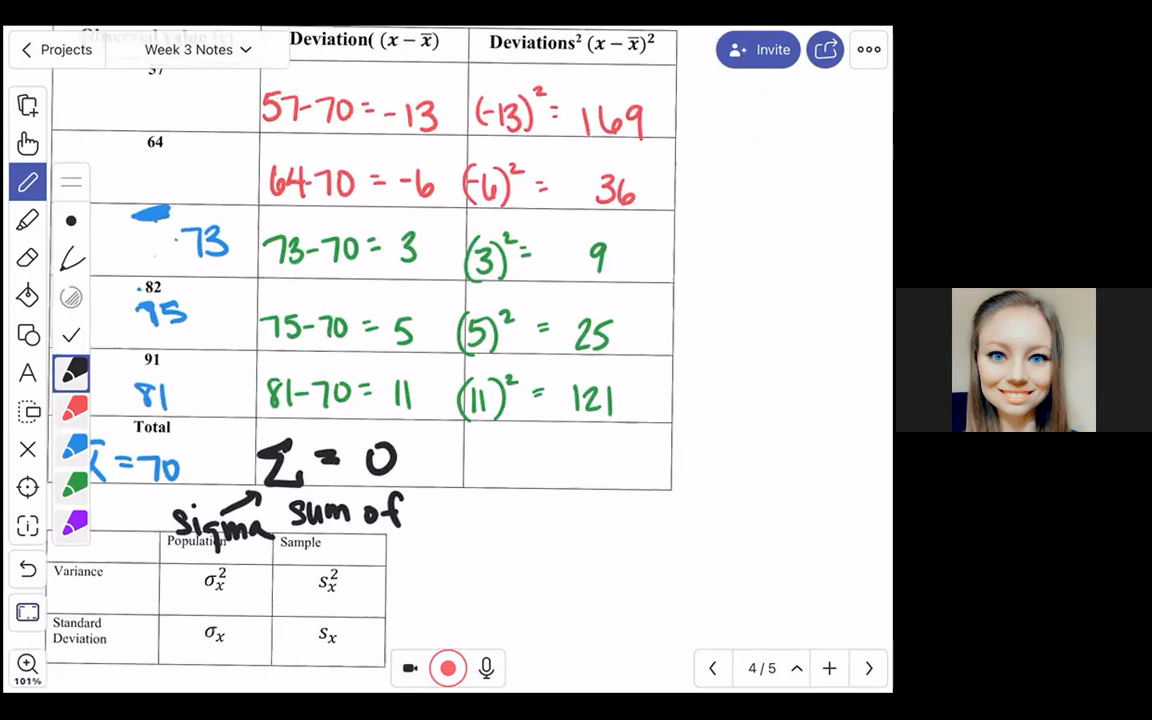 Projects
Week 3 Notes
Deviation( (x − x̅)
Deviations² (x − x̅)²
Invite
57
57-70 = -13
(-13)² = 169
64
64-70 = -6
(-6)² = 36
73
73-70 = 3
(3)² = 9
82
75
75-70 = 5
(5)² = 25
91
81
81-70 = 11
(11)² = 121
Total
x̅ = 70
Σ = 0
sigma
sum of
Population
Sample
Variance
σₓ²
sₓ²
Standard
Deviation
σₓ
sₓ
A
101%
4/5